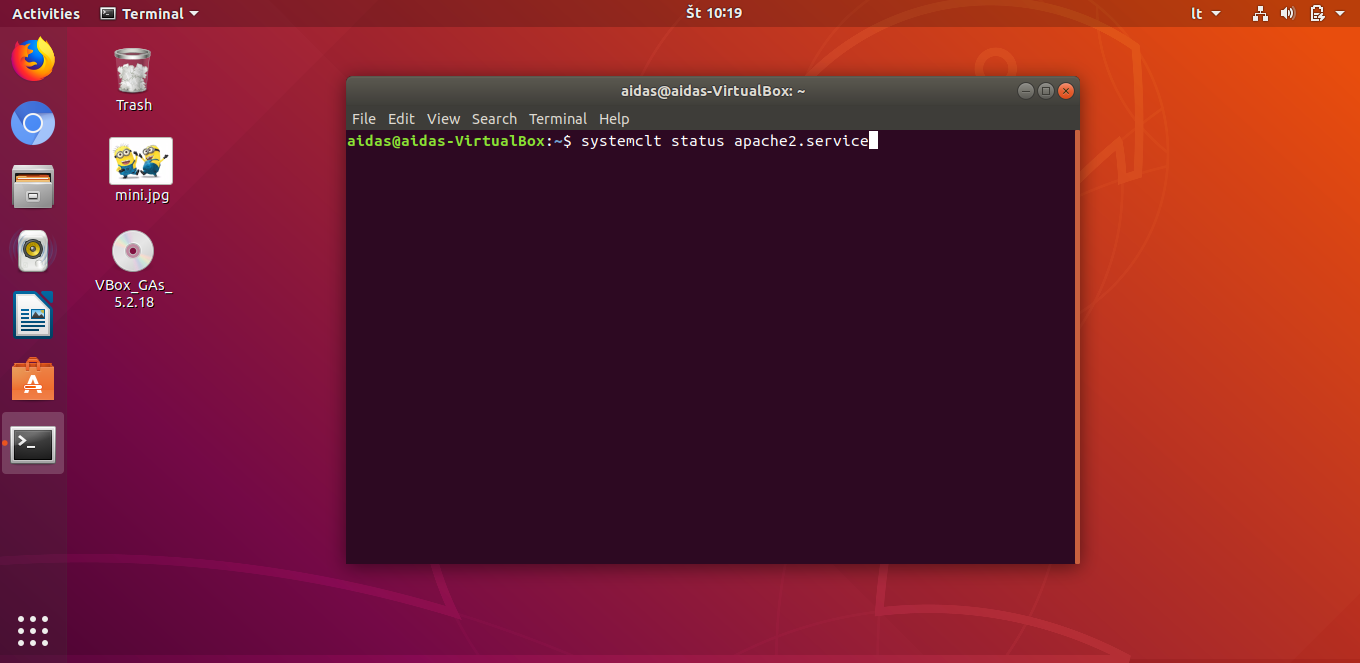 Activities Terminal Št 10:19 lt
Trash
mini.jpg
VBox_GAs_
5.2.18
aidas@aidas-VirtualBox: ~
File Edit View Search Terminal Help
aidas@aidas-VirtualBox:~$ systemclt status apache2.service